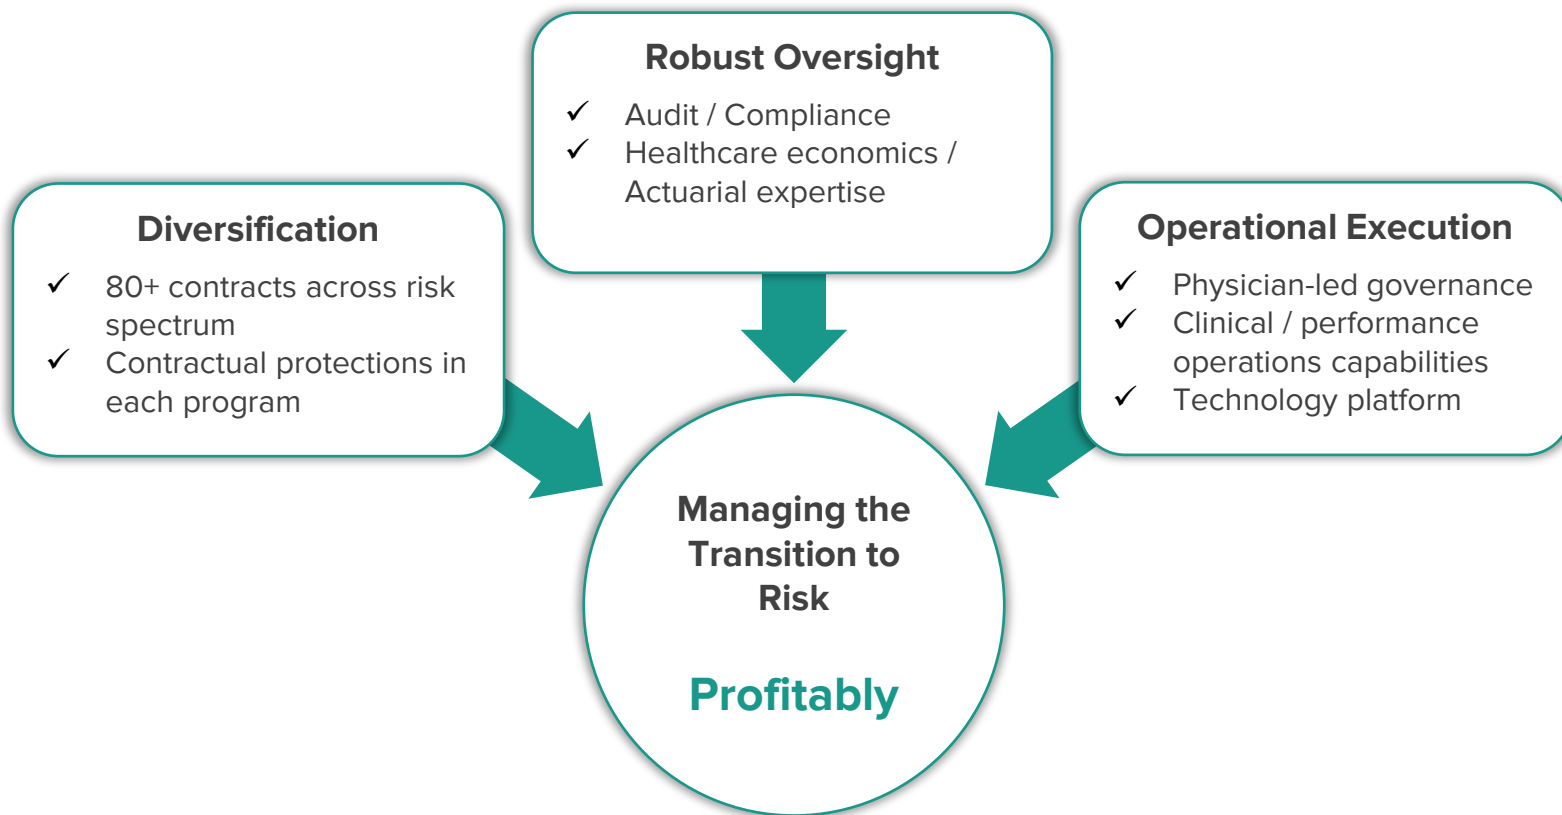 Robust Oversight
✓ Audit / Compliance
✓ Healthcare economics /
Actuarial expertise
Diversification
✓ 80+ contracts across risk
spectrum
✓ Contractual protections in
each program
Operational Execution
✓ Physician-led governance
✓ Clinical / performance
operations capabilities
✓ Technology platform
Managing the
Transition to
Risk
Profitably